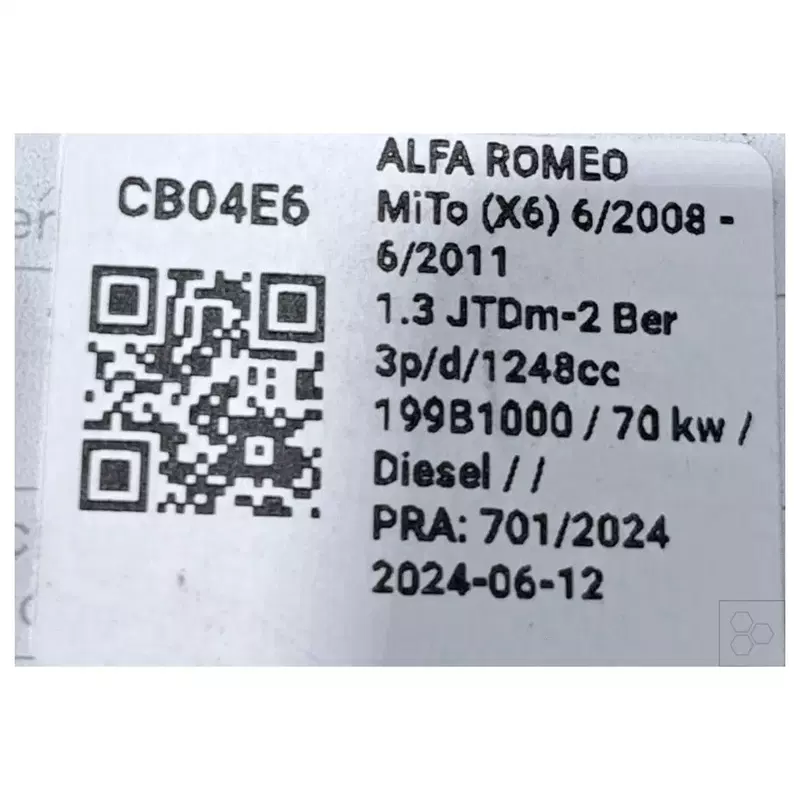 CB04E6
ALFA ROMEO
MiTo (X6) 6/2008 -
6/2011
1.3 JTDm-2 Ber
3p/d/1248cc
199B1000 / 70 kw /
Diesel / /
PRA: 701/2024
2024-06-12
er